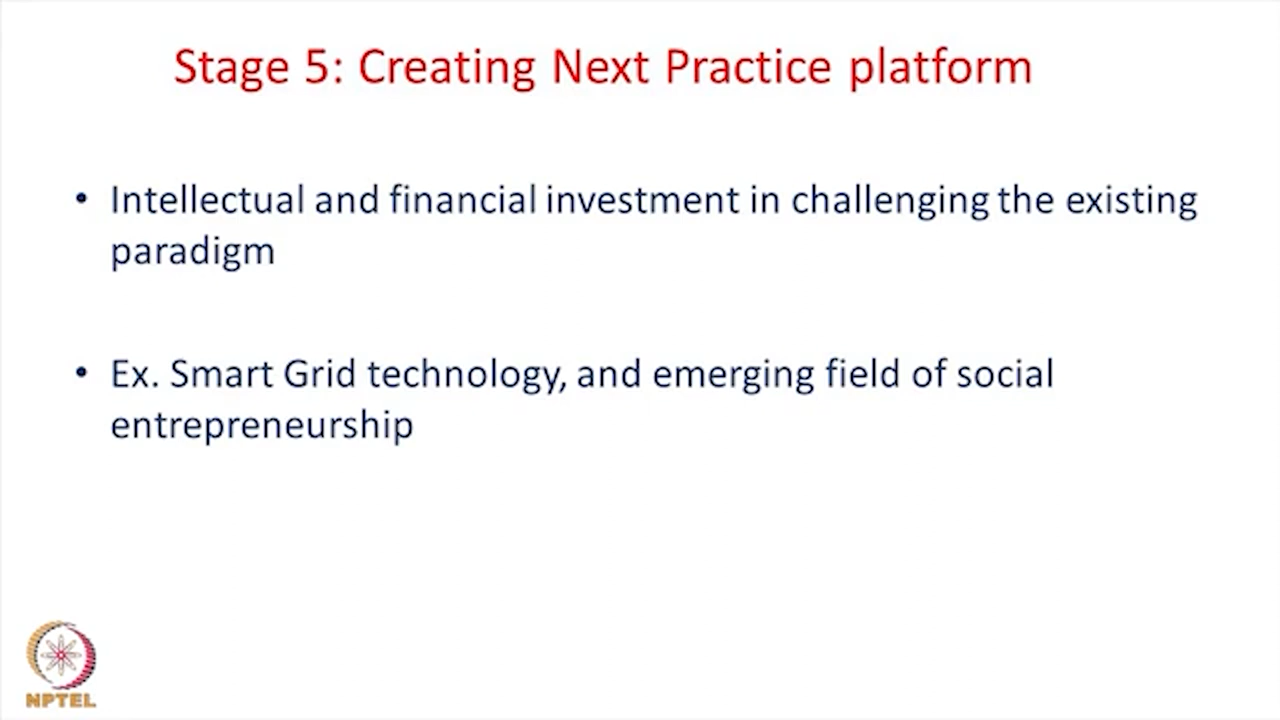 Stage 5: Creating Next Practice platform
• Intellectual and financial investment in challenging the existing
paradigm
• Ex. Smart Grid technology, and emerging field of social
entrepreneurship
NPTEL